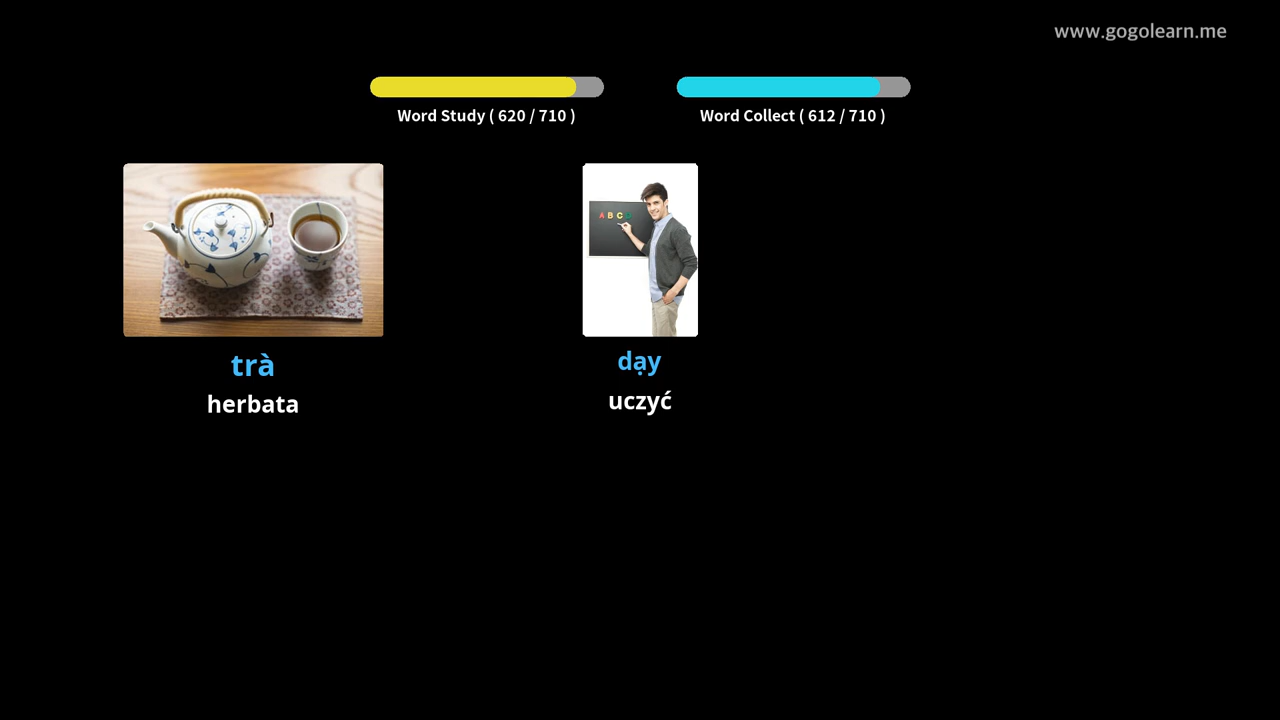 www.gogolearn.me
Word Study ( 620 / 710 )
Word Collect ( 612 / 710 )
A B C D
trà
herbata
dạy
uczyć